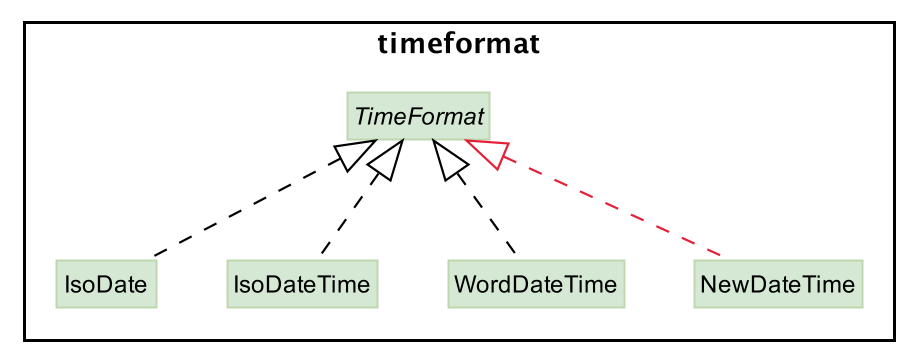 timeformat
TimeFormat
IsoDate
IsoDateTime
WordDateTime
NewDateTime